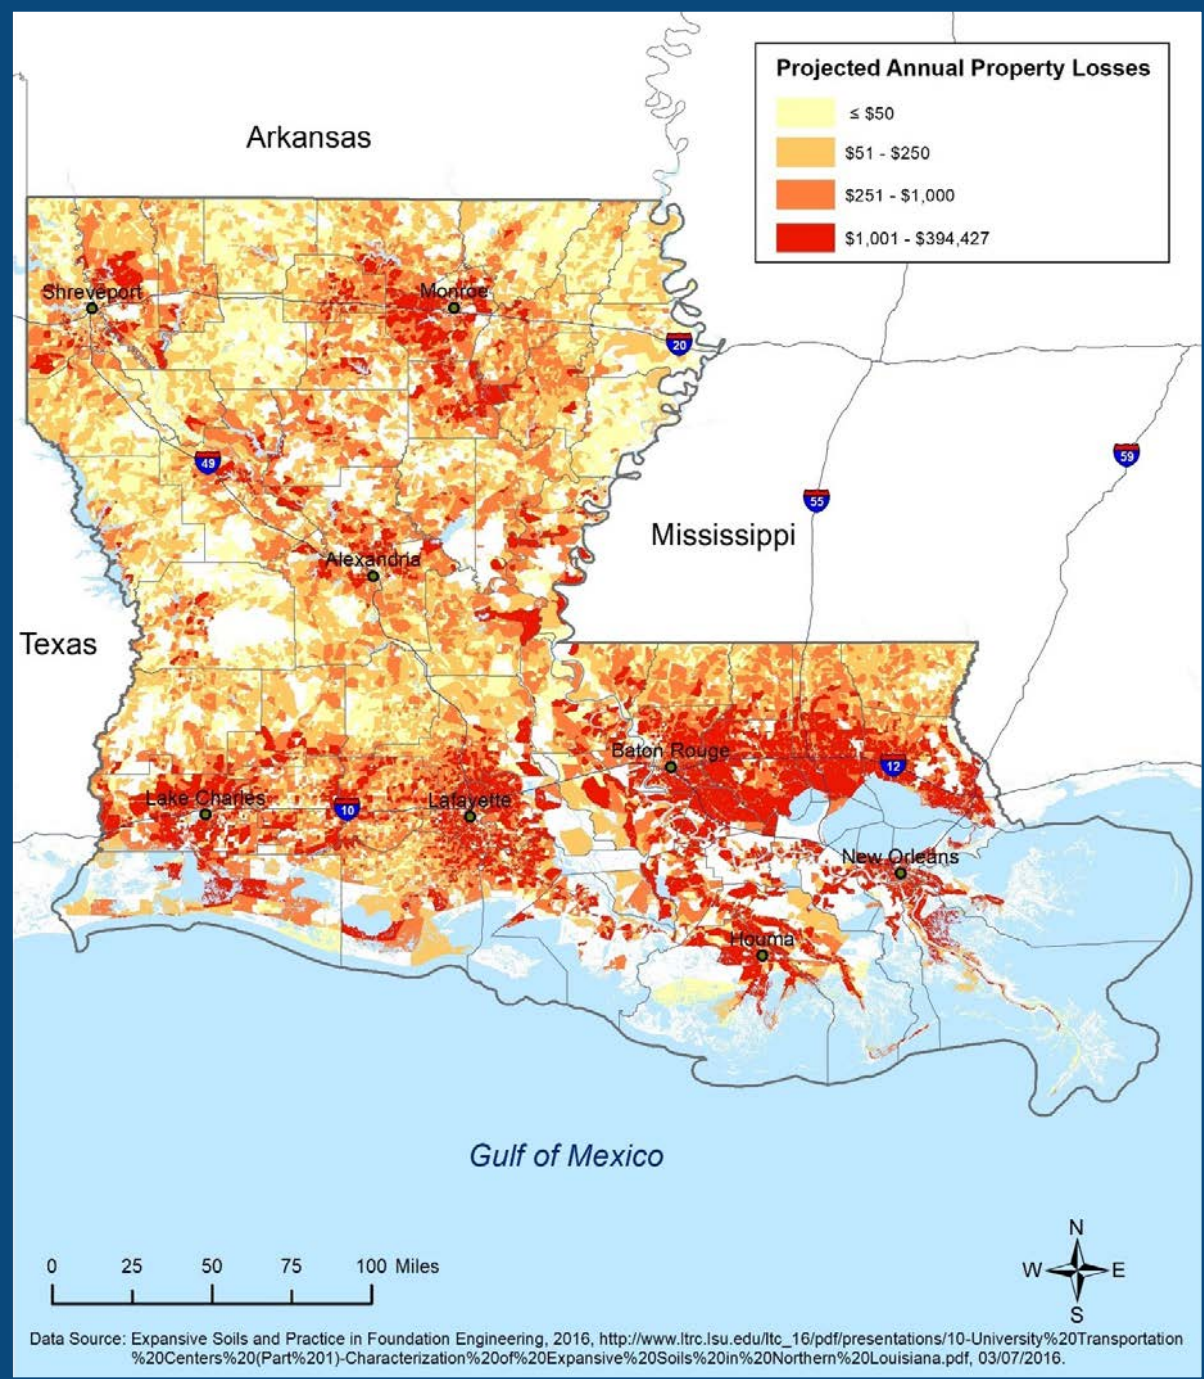 Projected Annual Property Losses
≤ $50
$51 - $250
$251 - $1,000
$1,001 - $394,427
Arkansas
Shreveport
Monroe
20
49
59
55
Mississippi
Alexandria
Texas
Baton Rouge
12
Lake Charles
10
Lafayette
New Orleans
Houma
Gulf of Mexico
N
W E
S
0 25 50 75 100 Miles
Data Source: Expansive Soils and Practice in Foundation Engineering, 2016, http://www.ltrc.lsu.edu/ltc_16/pdf/presentations/10-University%20Transportation
%20Centers%20(Part%201)-Characterization%20of%20Expansive%20Soils%20in%20Northern%20Louisiana.pdf, 03/07/2016.